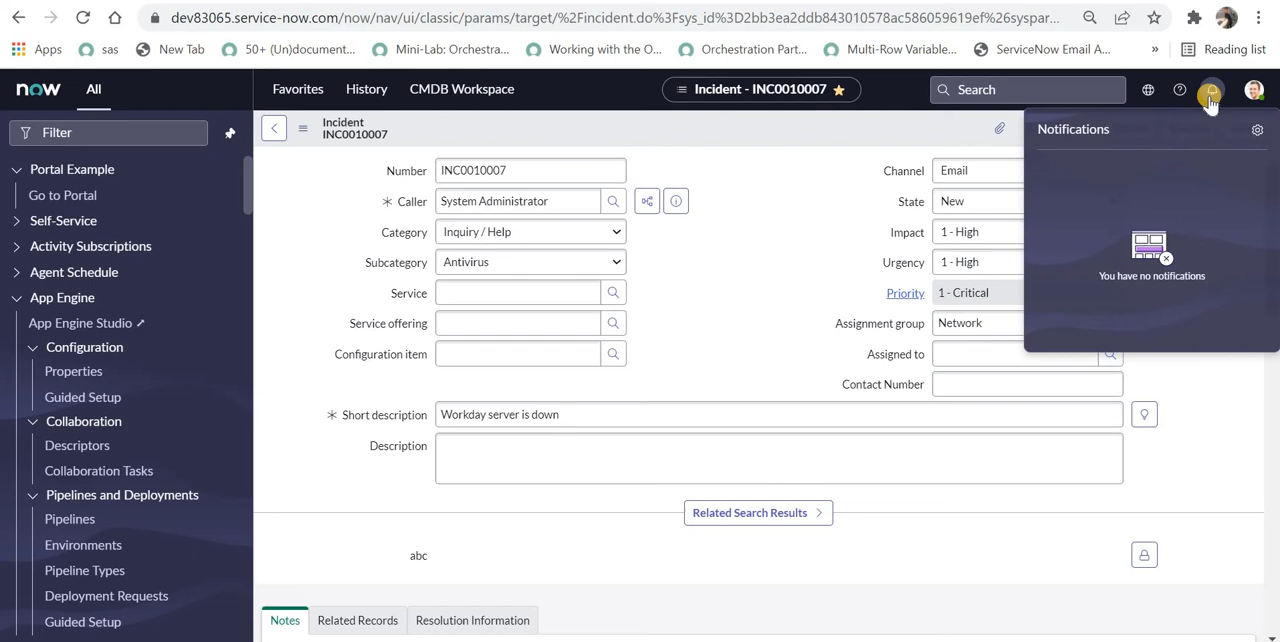 dev83065.service-now.com/now/nav/ui/classic/params/target/%2Fincident.do%3Fsys_id%3D2bb3ea2ddb843010578ac586059619ef%26syspar...
Apps sas New Tab 50+ (Un)document... Mini-Lab: Orchestra... Working with the O... Orchestration Part... Multi-Row Variable... ServiceNow Email A... » Reading list
now All Favorites History CMDB Workspace Incident - INC0010007 Search
Filter
Portal Example
Go to Portal
Self-Service
Activity Subscriptions
Agent Schedule
App Engine
App Engine Studio
Configuration
Properties
Guided Setup
Collaboration
Descriptors
Collaboration Tasks
Pipelines and Deployments
Pipelines
Environments
Pipeline Types
Deployment Requests
Guided Setup
Incident
INC0010007
Number INC0010007
Caller System Administrator
Category Inquiry / Help
Subcategory Antivirus
Service
Service offering
Configuration item
Channel Email
State New
Impact 1 - High
Urgency 1 - High
Priority 1 - Critical
Assignment group Network
Assigned to
Contact Number
Short description Workday server is down
Description
Related Search Results
abc
Notes Related Records Resolution Information
Notifications
You have no notifications